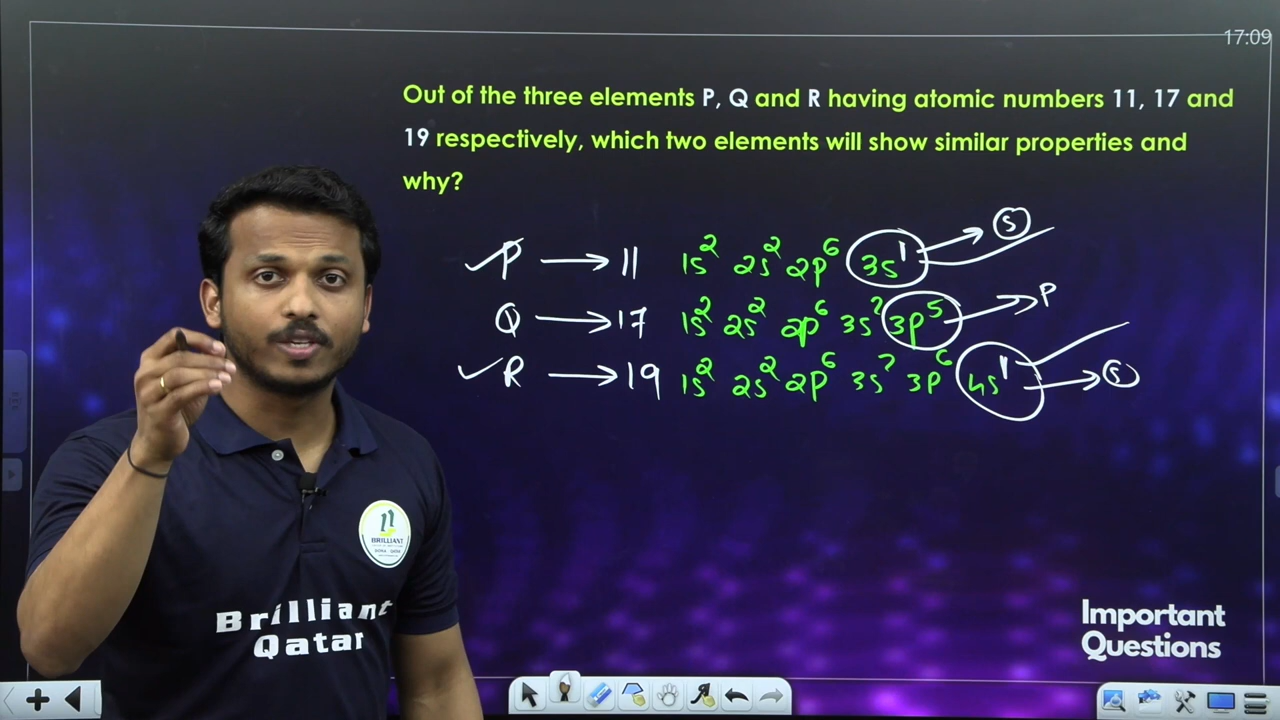 17:09
Out of the three elements P, Q and R having atomic numbers 11, 17 and
19 respectively, which two elements will show similar properties and
why?
P → 11 1s² 2s² 2p⁶ 3s¹ → s
Q → 17 1s² 2s² 2p⁶ 3s² 3p⁵ → P
R → 19 1s² 2s² 2p⁶ 3s² 3p⁶ 4s¹ → s
BRILLIANT
DOHA - QATAR
Brilliant
Qatar
Important
Questions